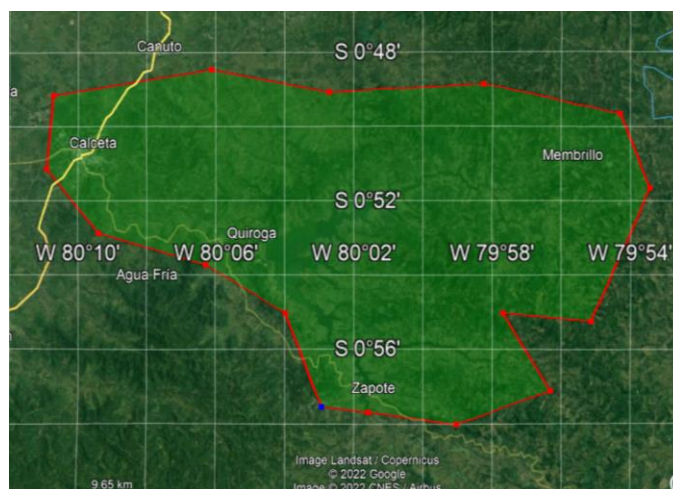 Canuto
S 0°48'
a
Calceta
Membrillo
S 0°52'
Quiroga
W 80°10' W 80°06' W 80°02' W 79°58' W 79°54'
Agua Fría
S 0°56'
Zapote
Image Landsat / Copernicus
© 2022 Google
9.65 km
Image © 2022 CNES / Airbus